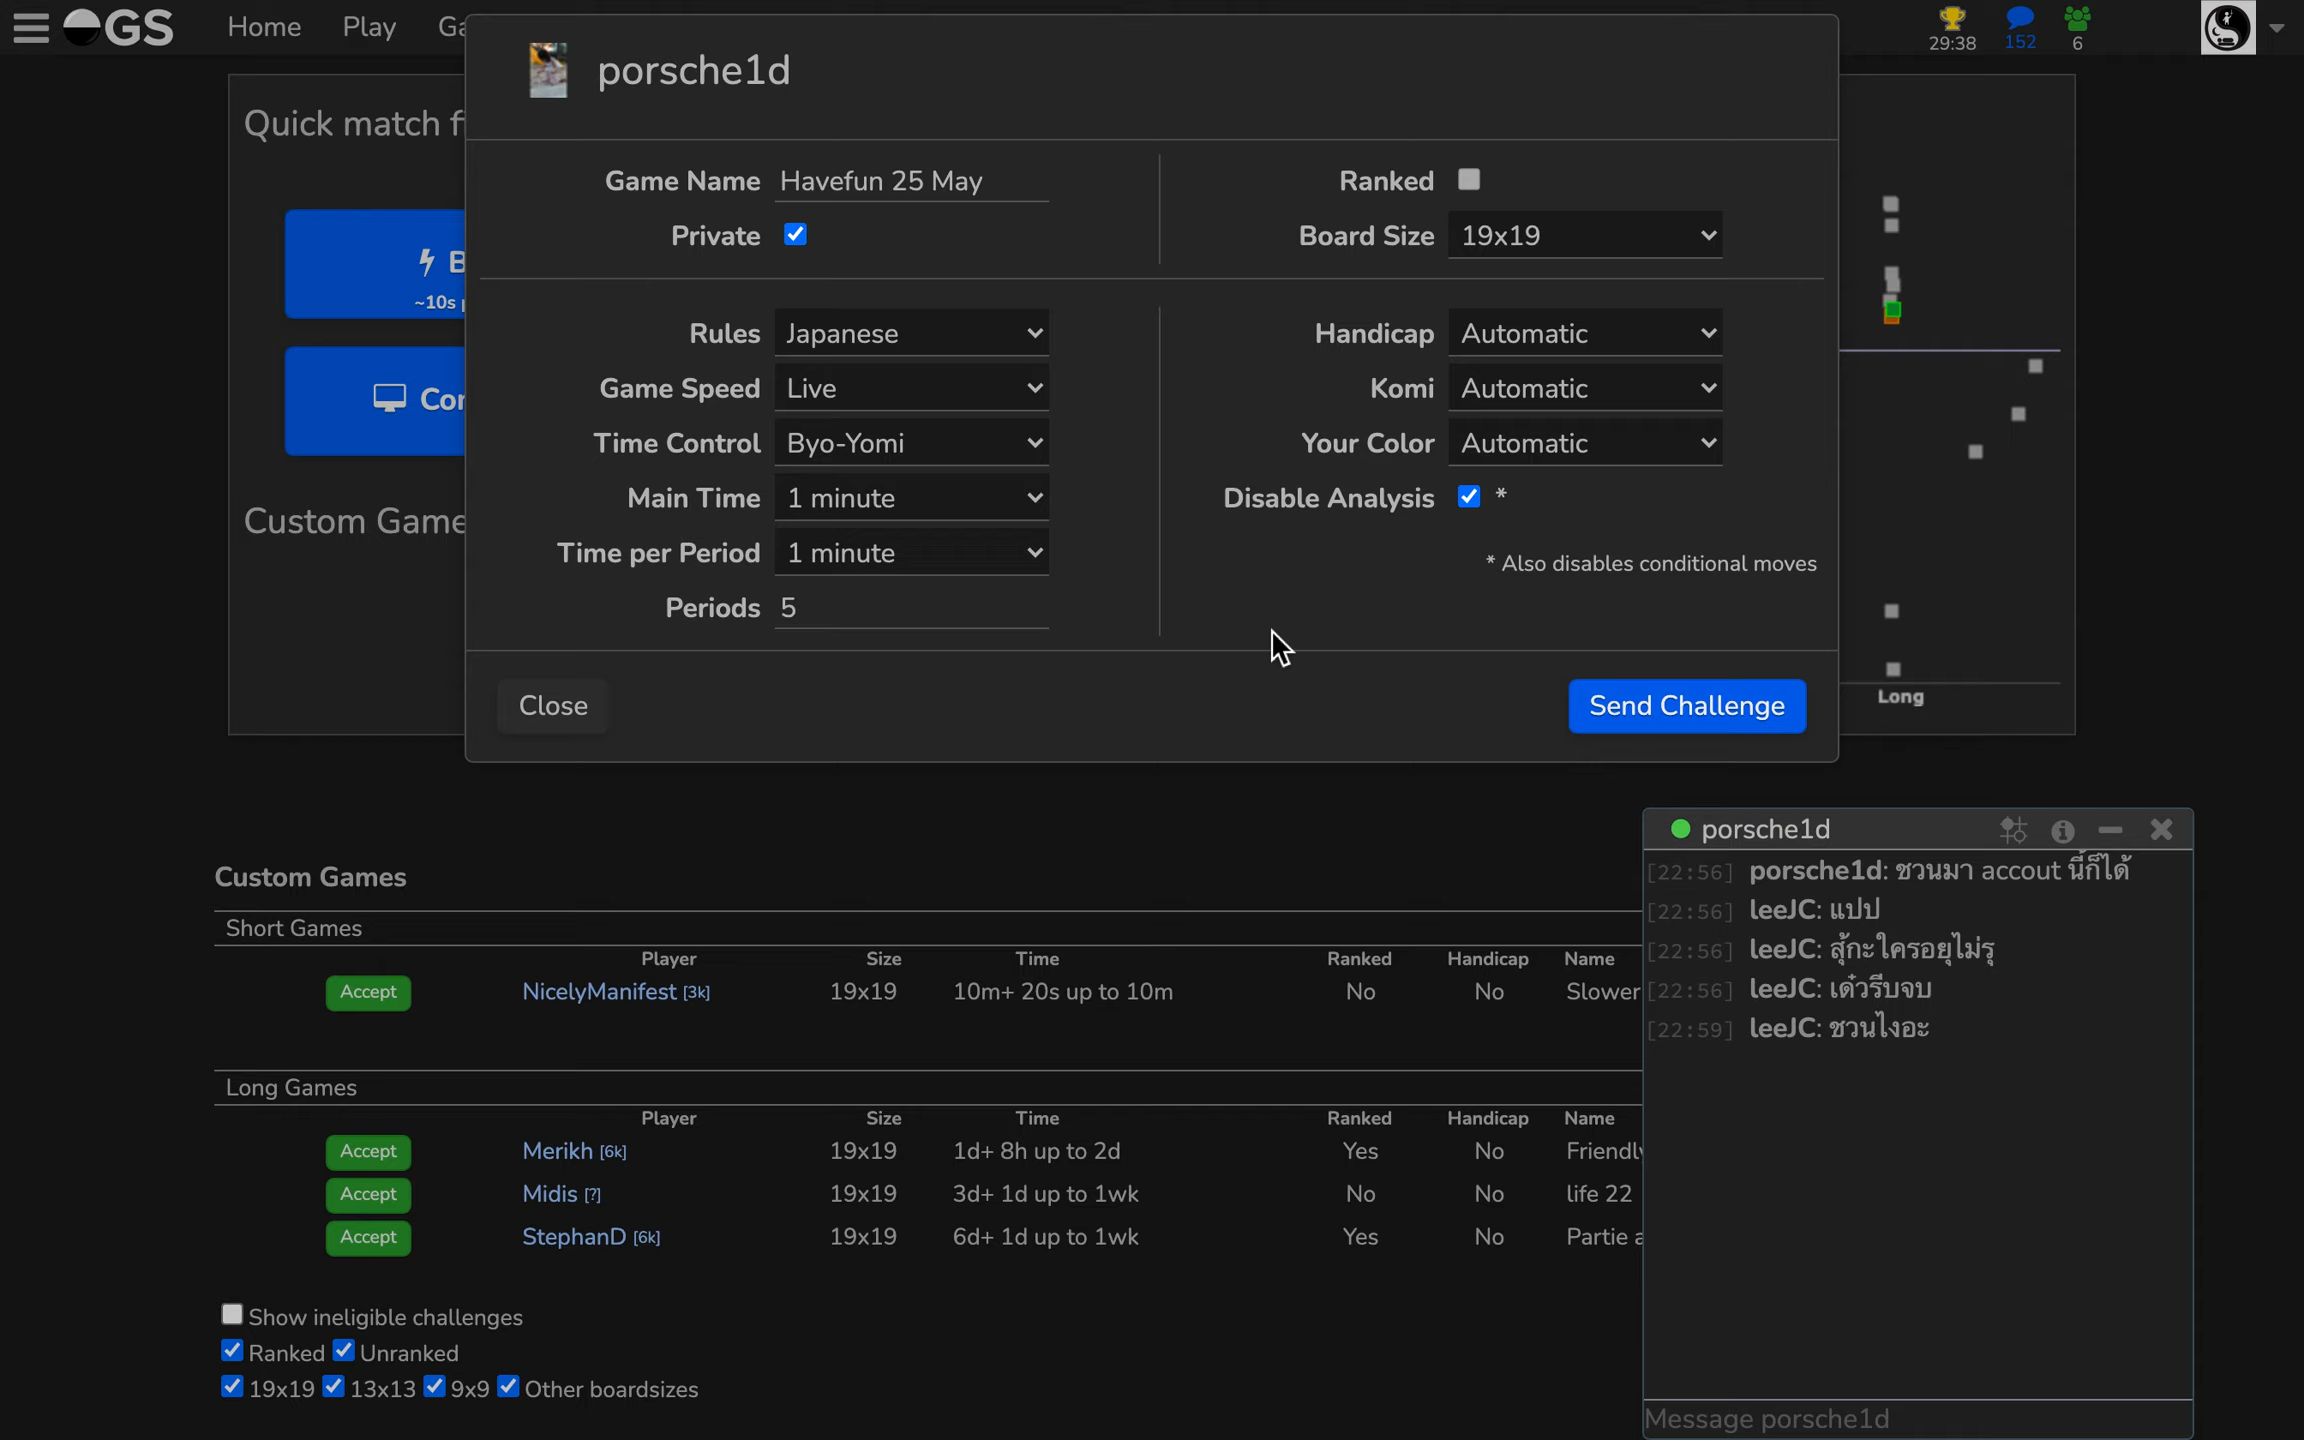 OGS Home Play Ga
29:38 152 6
porsche1d
Quick match f
Game Name Havefun 25 May
Private
Ranked
Board Size 19x19
B
~10s p
Cor
Custom Game
Rules Japanese
Game Speed Live
Time Control Byo-Yomi
Main Time 1 minute
Time per Period 1 minute
Periods 5
Handicap Automatic
Komi Automatic
Your Color Automatic
Disable Analysis *
* Also disables conditional moves
Close
Send Challenge
Long
Custom Games
Short Games
Player Size Time Ranked Handicap Name
Accept NicelyManifest [3k] 19x19 10m+ 20s up to 10m No No Slower
Long Games
Player Size Time Ranked Handicap Name
Accept Merikh [6k] 19x19 1d+ 8h up to 2d Yes No Friendly
Accept Midis [?] 19x19 3d+ 1d up to 1wk No No life 22
Accept StephanD [6k] 19x19 6d+ 1d up to 1wk Yes No Partie a
Show ineligible challenges
Ranked Unranked
19x19 13x13 9x9 Other boardsizes
porsche1d
[22:56] porsche1d: ชวนมา accout นี้ก็ได้
[22:56] leeJC: แปป
[22:56] leeJC: สุ้กะใครอยุไม่รุ
[22:56] leeJC: เด๋วรีบจบ
[22:59] leeJC: ชวนไงอะ
Message porsche1d